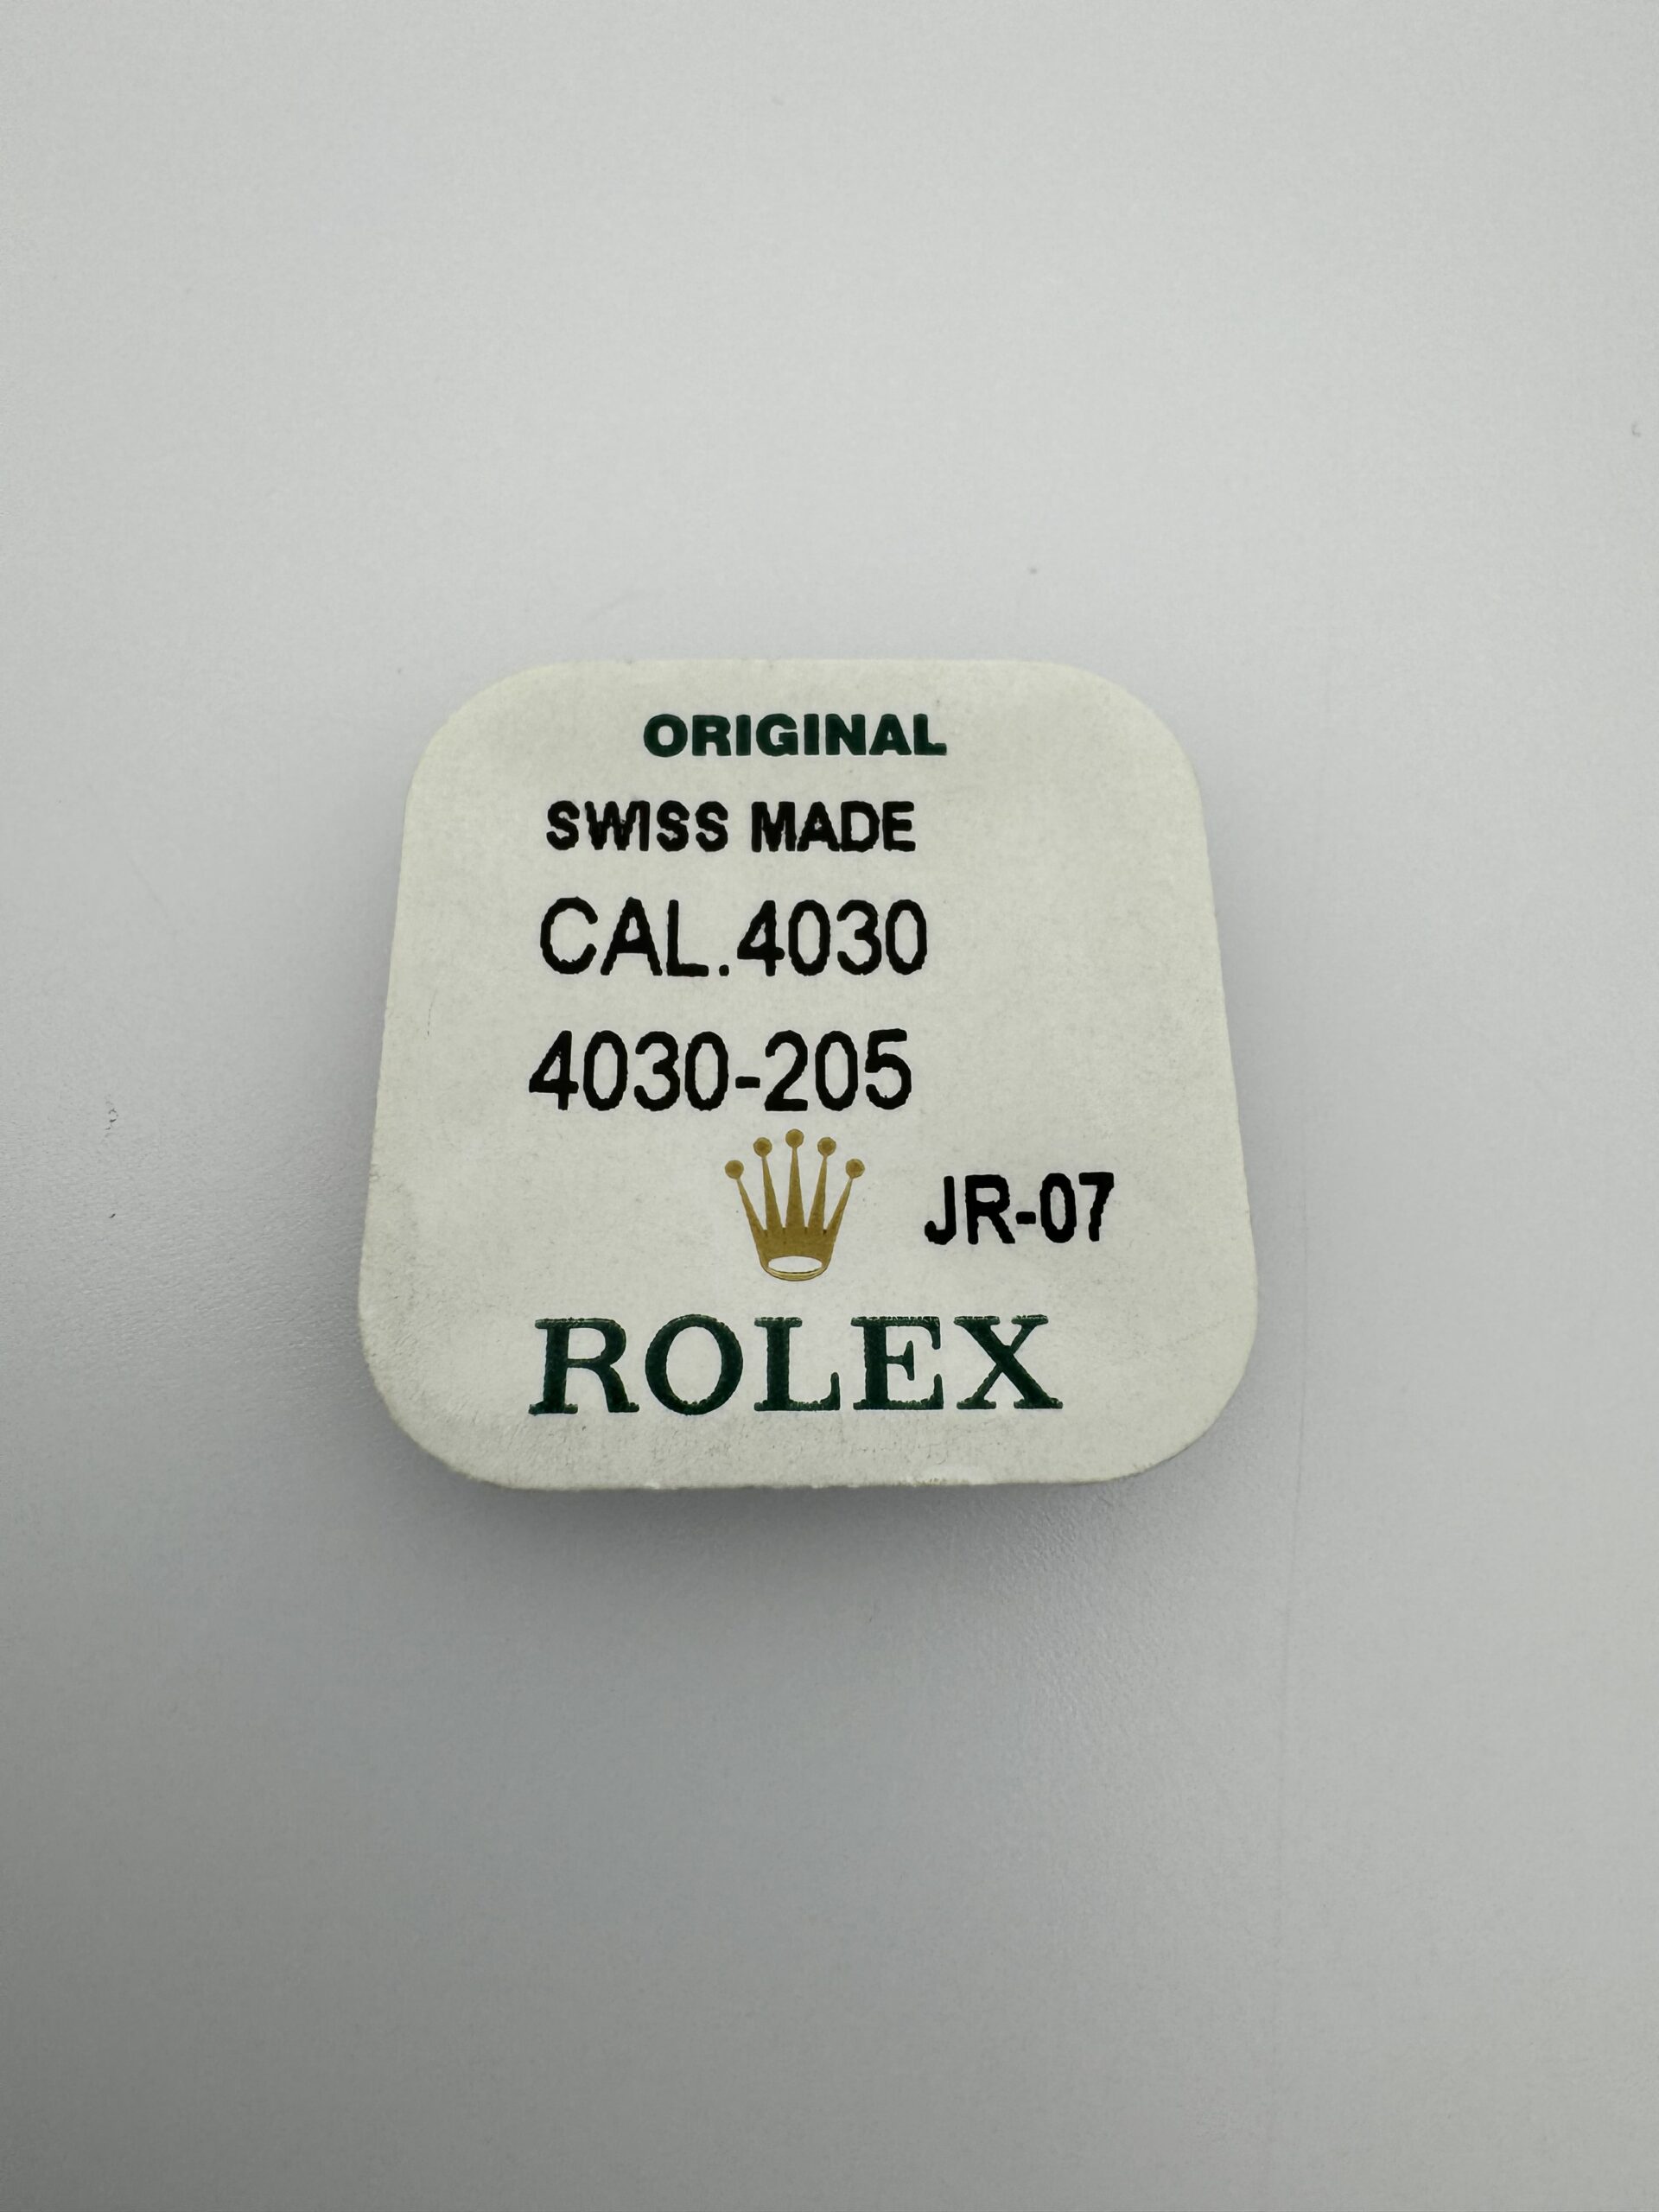 ORIGINAL
SWISS MADE
CAL.4030
4030-205
JR-07
ROLEX